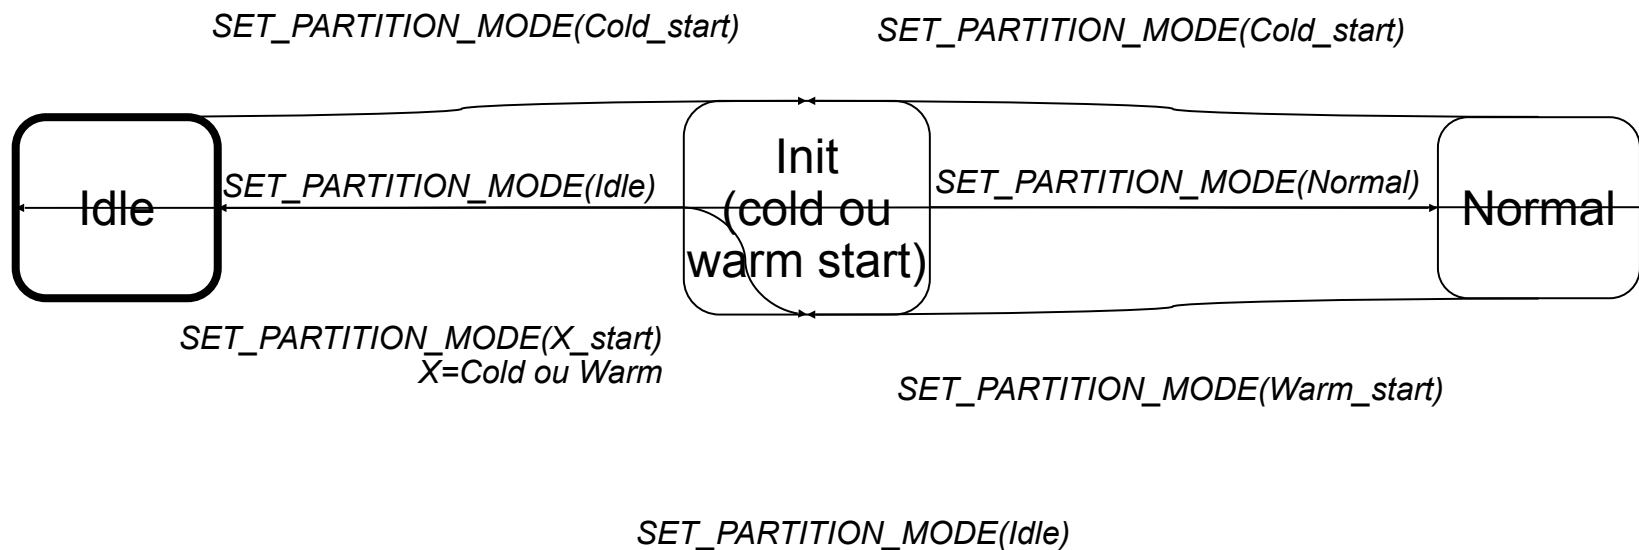 SET_PARTITION_MODE(Cold_start)
SET_PARTITION_MODE(Cold_start)
Idle
SET_PARTITION_MODE(Idle)
Init
(cold ou
warm start)
SET_PARTITION_MODE(Normal)
Normal
SET_PARTITION_MODE(X_start)
X=Cold ou Warm
SET_PARTITION_MODE(Warm_start)
SET_PARTITION_MODE(Idle)